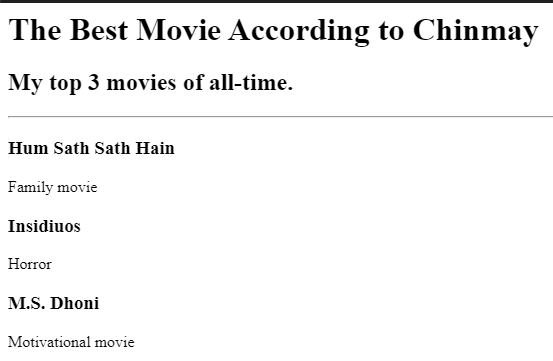 The Best Movie According to Chinmay
My top 3 movies of all-time.
Hum Sath Sath Hain
Family movie
Insidiuos
Horror
M.S. Dhoni
Motivational movie